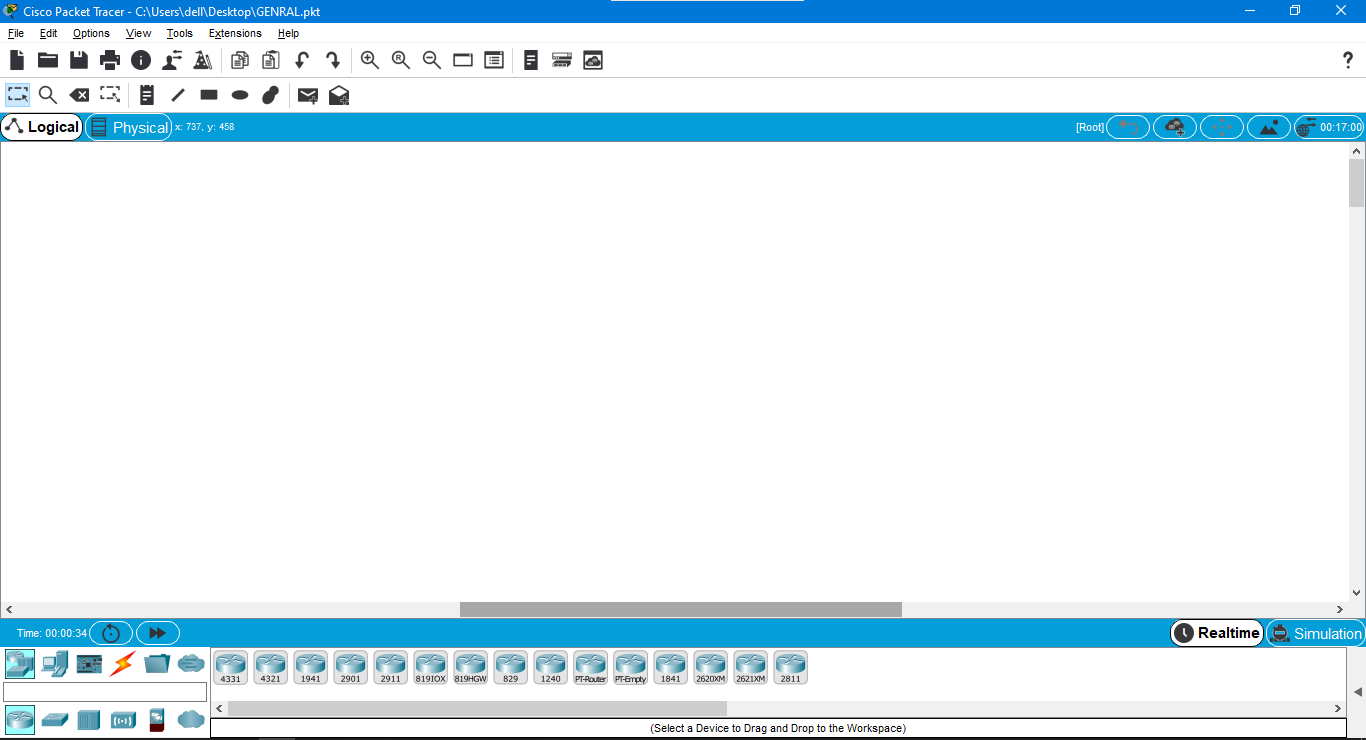 Cisco Packet Tracer - C:\Users\dell\Desktop\GENRAL.pkt
File Edit Options View Tools Extensions Help
Logical Physical x: 737, y: 458 [Root] 00:17:00
Time: 00:00:34 Realtime Simulation
4331 4321 1941 2901 2911 819IOX 819HGW 829 1240 PT-Router PT-Empty 1841 2620XM 2621XM 2811
(Select a Device to Drag and Drop to the Workspace)